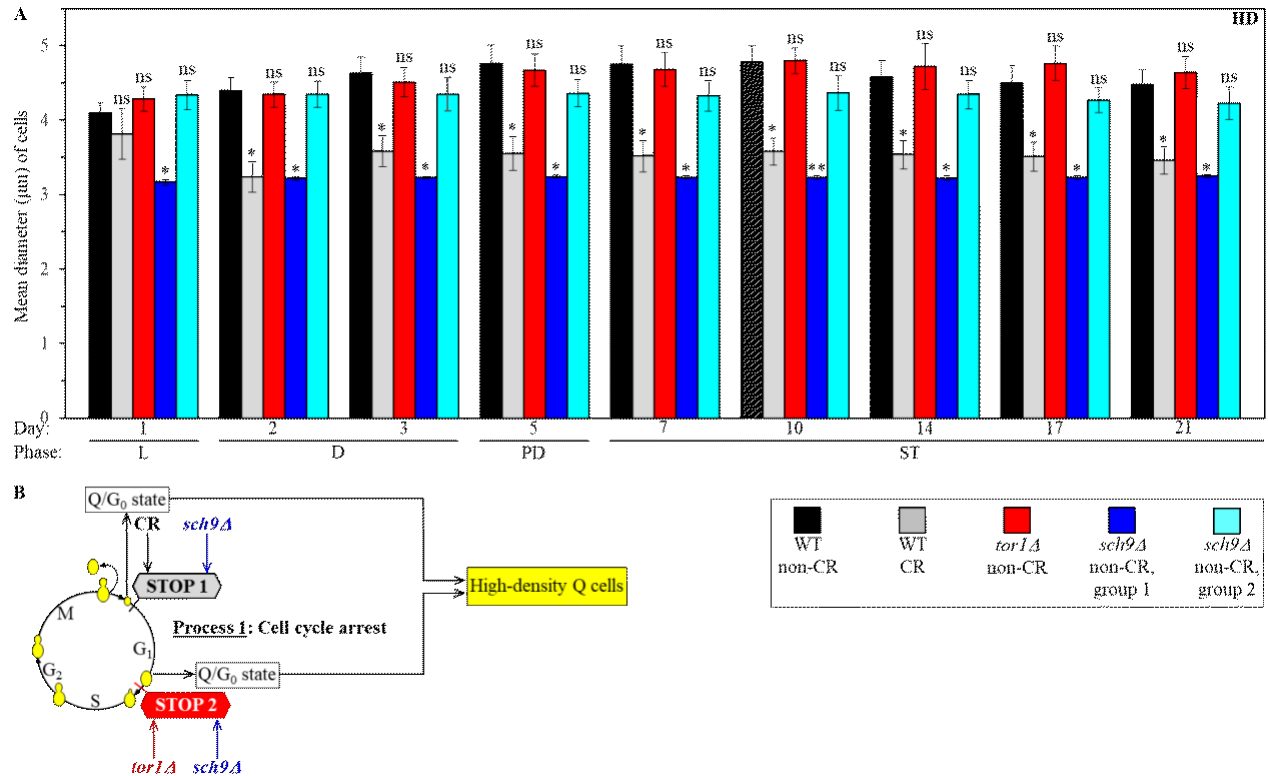 A
HD
Mean diameter (µm) of cells
5
4
3
2
1
0
ns ns ns
*
* ns * ns
* ns * ns
* ns * ns
* ns * ns
* ns ** ns
* ns * ns
* ns * ns
* ns * ns
Day: 1 2 3 5 7 10 14 17 21
Phase: L D PD ST
B
Q/G₀ state
CR sch9Δ
STOP 1
High-density Q cells
M
Process 1: Cell cycle arrest
G₁
G₂
Q/G₀ state
S
STOP 2
tor1Δ sch9Δ
WT
non-CR
WT
CR
tor1Δ
non-CR
sch9Δ
non-CR,
group 1
sch9Δ
non-CR,
group 2